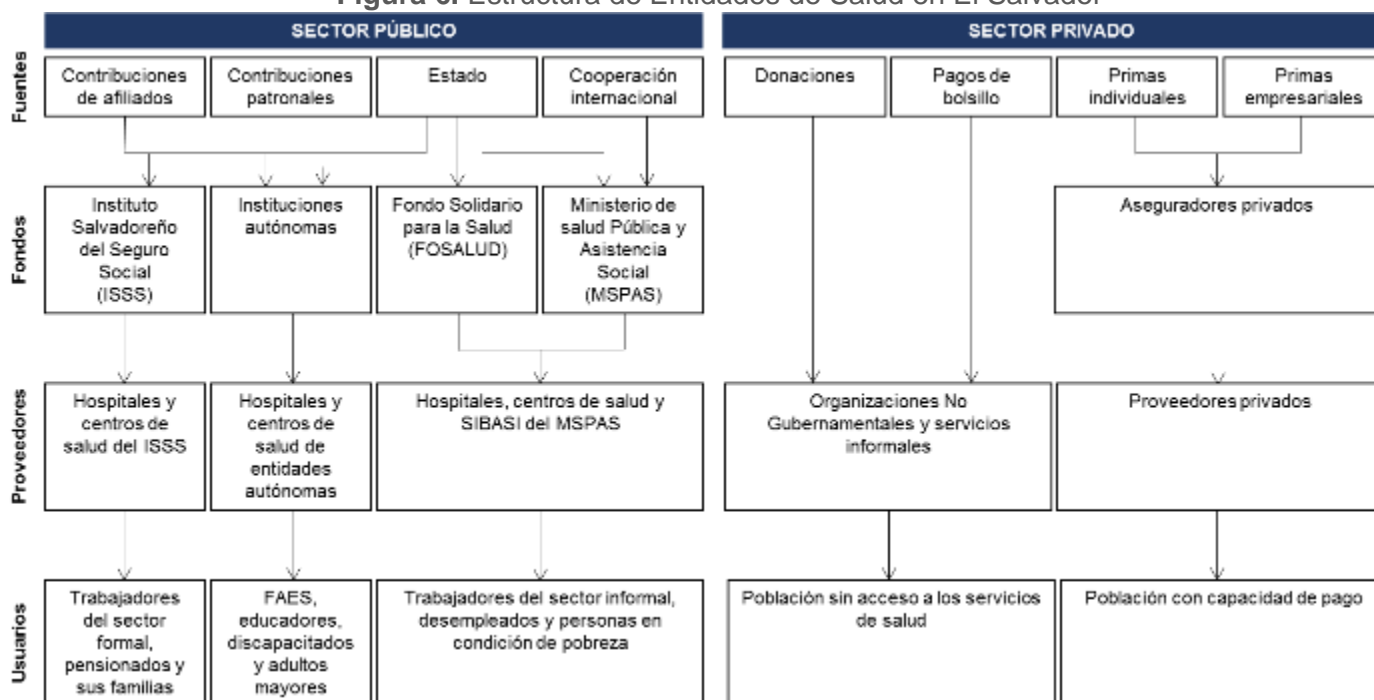 Figura 6. Estructura de Entidades de Salud en El Salvador
SECTOR PÚBLICO
SECTOR PRIVADO
Fuentes
Contribuciones
de afiliados
Contribuciones
patronales
Estado
Cooperación
internacional
Donaciones
Pagos de
bolsillo
Primas
individuales
Primas
empresariales
Fondos
Instituto
Salvadoreño
del Seguro
Social
(ISSS)
Instituciones
autónomas
Fondo Solidario
para la Salud
(FOSALUD)
Ministerio de
salud Pública y
Asistencia
Social
(MSPAS)
Aseguradores privados
Proveedores
Hospitales y
centros de
salud del ISSS
Hospitales y
centros de
salud de
entidades
autónomas
Hospitales, centros de salud y
SIBASI del MSPAS
Organizaciones No
Gubernamentales y servicios
informales
Proveedores privados
Usuarios
Trabajadores
del sector
formal,
pensionados y
sus familias
FAES,
educadores,
discapacitados
y adultos
mayores
Trabajadores del sector informal,
desempleados y personas en
condición de pobreza
Población sin acceso a los servicios
de salud
Población con capacidad de pago